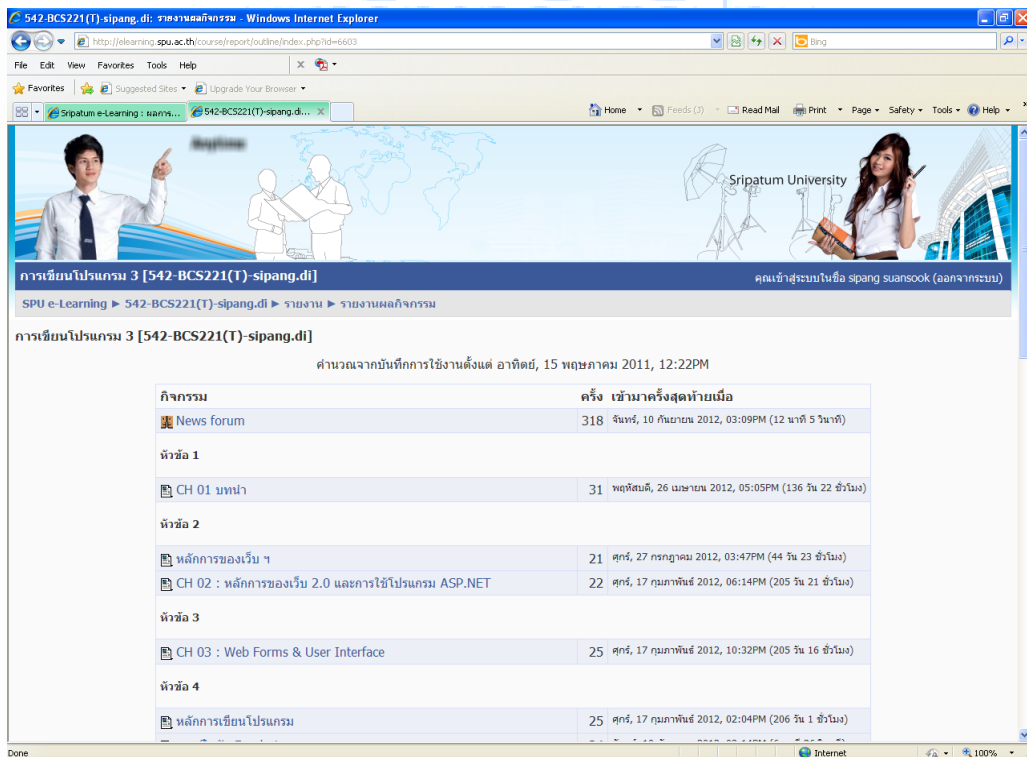 542-BCS221(T)-sipang.di: รายงานผลกิจกรรม - Windows Internet Explorer
http://elearning.spu.ac.th/course/report/outline/index.php?id=6603
Bing
File Edit View Favorites Tools Help
Favorites Suggested Sites Upgrade Your Browser
Sripatum e-Learning : ผลการ... 542-BCS221(T)-sipang.di... Home Feeds (J) Read Mail Print Page Safety Tools Help
Sripatum University
การเขียนโปรแกรม 3 [542-BCS221(T)-sipang.di] คุณเข้าสู่ระบบในชื่อ sipang suansook (ออกจากระบบ)
SPU e-Learning ► 542-BCS221(T)-sipang.di ► รายงาน ► รายงานผลกิจกรรม
การเขียนโปรแกรม 3 [542-BCS221(T)-sipang.di]
คำนวณจากบันทึกการใช้งานตั้งแต่ อาทิตย์, 15 พฤษภาคม 2011, 12:22PM
กิจกรรม ครั้ง เข้ามาครั้งสุดท้ายเมื่อ
News forum 318 จันทร์, 10 กันยายน 2012, 03:09PM (12 นาที 5 วินาที)
หัวข้อ 1
CH 01 บทนำ 31 พฤหัสบดี, 26 เมษายน 2012, 05:05PM (136 วัน 22 ชั่วโมง)
หัวข้อ 2
หลักการของเว็บ ฯ 21 ศุกร์, 27 กรกฎาคม 2012, 03:47PM (44 วัน 23 ชั่วโมง)
CH 02 : หลักการของเว็บ 2.0 และการใช้โปรแกรม ASP.NET 22 ศุกร์, 17 กุมภาพันธ์ 2012, 06:14PM (205 วัน 21 ชั่วโมง)
หัวข้อ 3
CH 03 : Web Forms & User Interface 25 ศุกร์, 17 กุมภาพันธ์ 2012, 10:32PM (205 วัน 16 ชั่วโมง)
หัวข้อ 4
หลักการเขียนโปรแกรม 25 ศุกร์, 17 กุมภาพันธ์ 2012, 02:04PM (206 วัน 1 ชั่วโมง)
Done Internet 100%